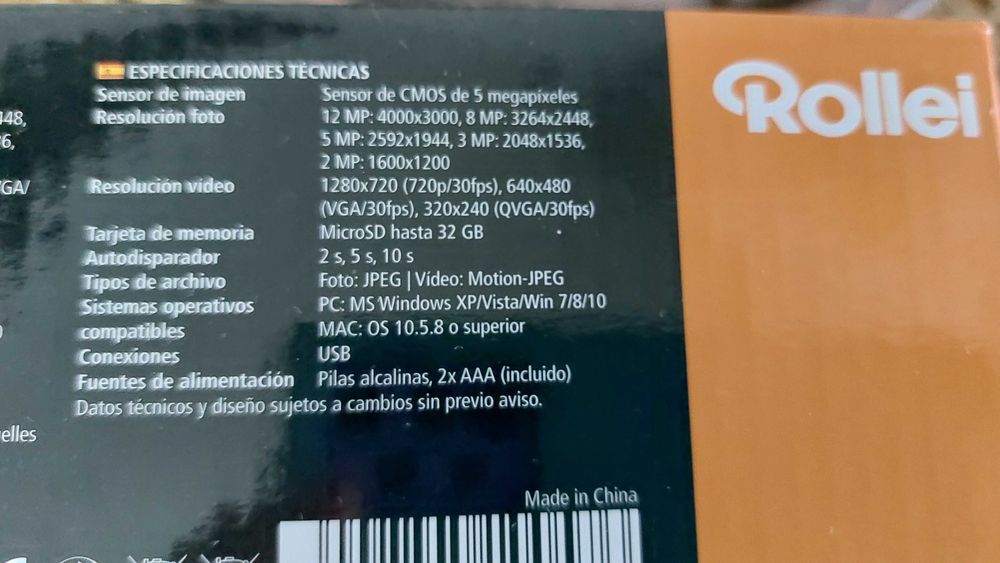 ESPECIFICACIONES TÉCNICAS
Sensor de imagen Sensor de CMOS de 5 megapíxeles
Resolución foto 12 MP: 4000x3000, 8 MP: 3264x2448,
5 MP: 2592x1944, 3 MP: 2048x1536,
2 MP: 1600x1200
Resolución vídeo 1280x720 (720p/30fps), 640x480
(VGA/30fps), 320x240 (QVGA/30fps)
Tarjeta de memoria MicroSD hasta 32 GB
Autodisparador 2 s, 5 s, 10 s
Tipos de archivo Foto: JPEG | Vídeo: Motion-JPEG
Sistemas operativos PC: MS Windows XP/Vista/Win 7/8/10
compatibles MAC: OS 10.5.8 o superior
Conexiones USB
Fuentes de alimentación Pilas alcalinas, 2x AAA (incluido)
Datos técnicos y diseño sujetos a cambios sin previo aviso.
Made in China
Rollei